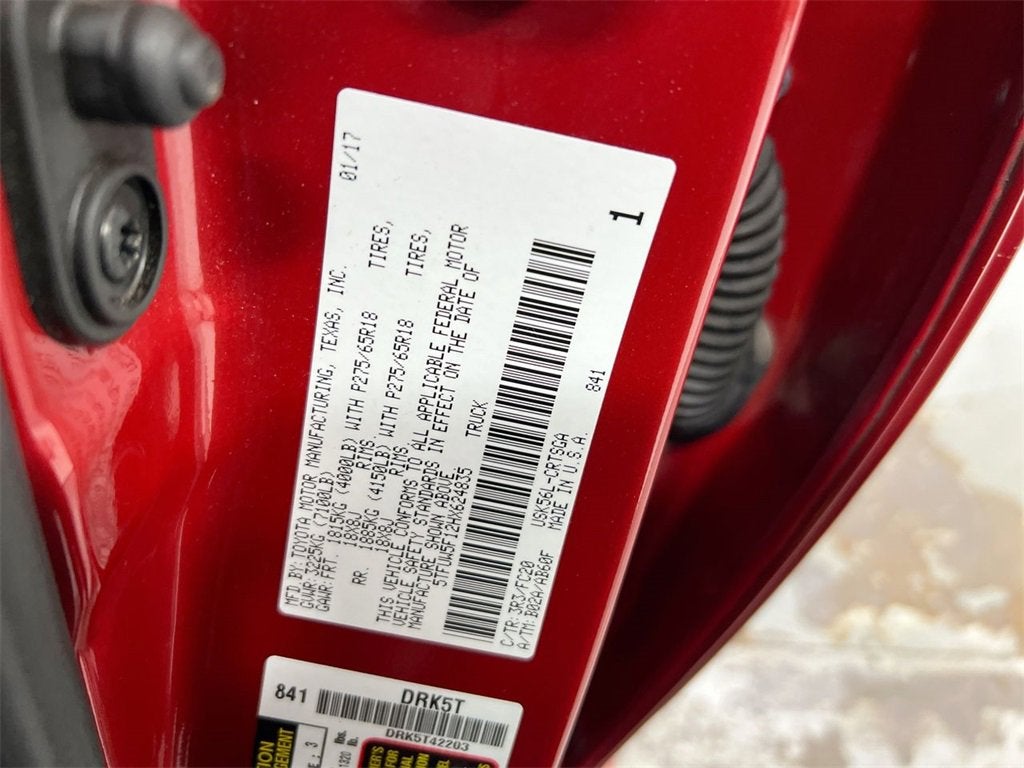 MFD. BY: TOYOTA MOTOR MANUFACTURING, TEXAS, INC. 01/17
GVWR: 3225KG (7100LB)
GAWR: FRT. 1815KG (4000LB) WITH P275/65R18 TIRES,
18X8J RIMS.
RR. 1885KG (4150LB) WITH P275/65R18 TIRES,
18X8J RIMS
THIS VEHICLE CONFORMS TO ALL APPLICABLE FEDERAL MOTOR
VEHICLE SAFETY STANDARDS IN EFFECT ON THE DATE OF
MANUFACTURE SHOWN ABOVE.
5TFUW5F12HX624835 TRUCK
C/TR: 3R3/FC20 USK56L-CRTSGA 841
A/TM: B02A/AB60F MADE IN U.S.A.
1
841 DRK5T
DRK5T42203